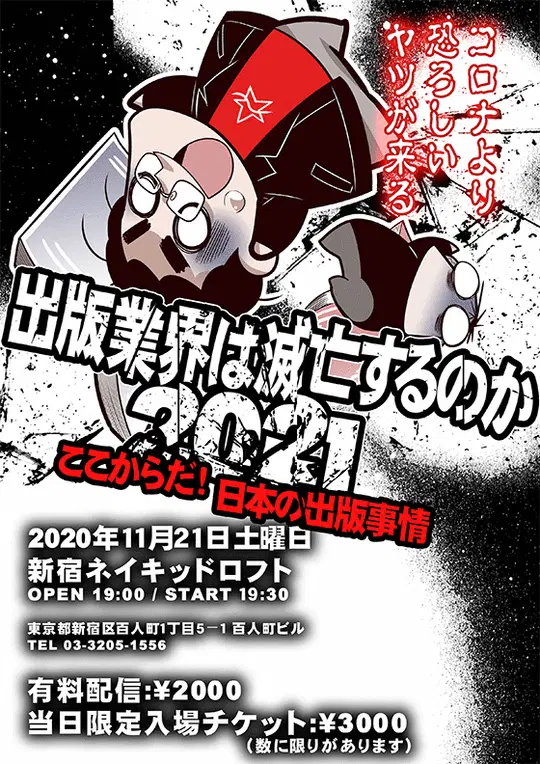 コロナより
恐ろしい
ヤツが来る
出版業界は滅亡するのか
2021
ここからだ!日本の出版事情
2020年11月21日土曜日
新宿ネイキッドロフト
OPEN 19:00 / START 19:30
東京都新宿区百人町1丁目5−1 百人町ビル
TEL 03-3205-1556
有料配信:¥2000
当日限定入場チケット:¥3000
(数に限りがあります)